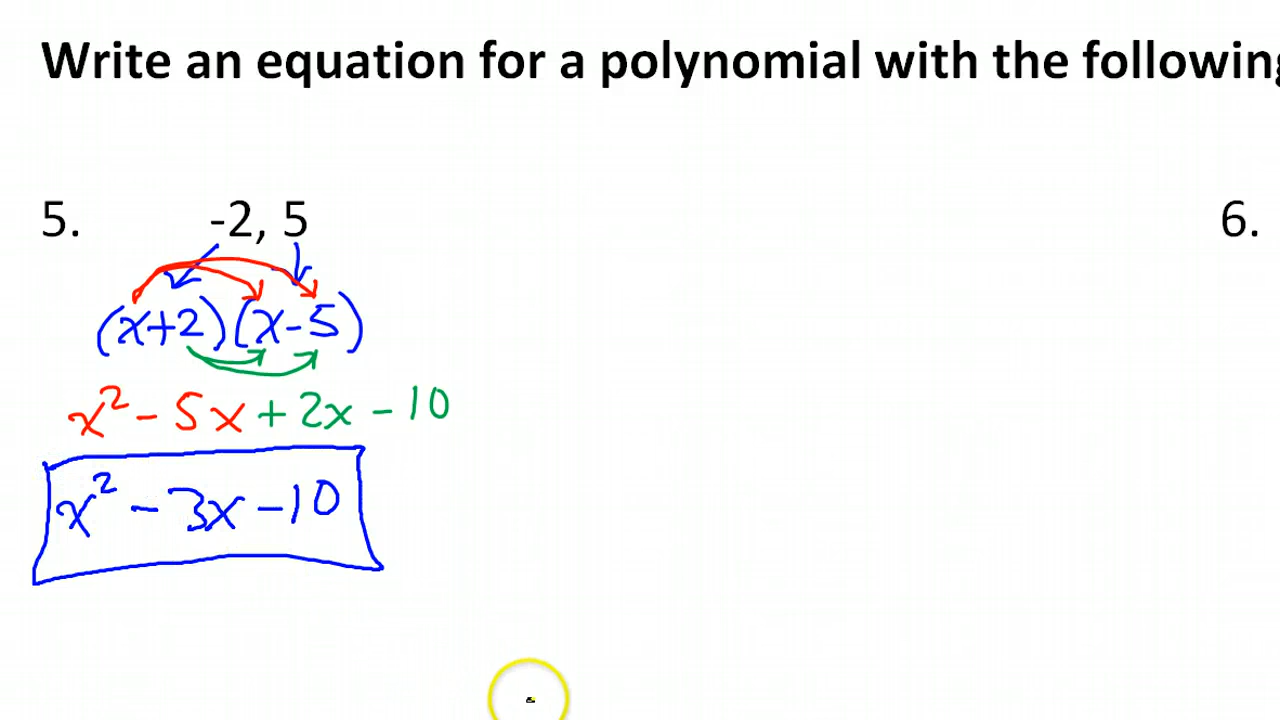 Write an equation for a polynomial with the following
5. -2, 5 6.
(x+2)(x-5)
x² - 5x + 2x - 10
x² - 3x - 10